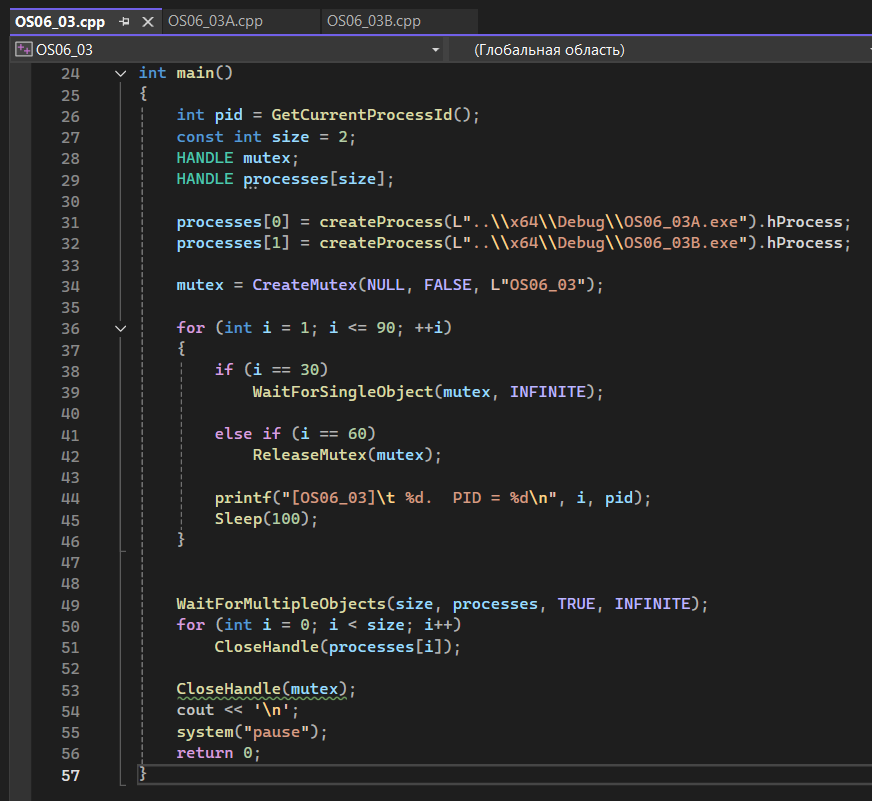 OS06_03.cpp OS06_03A.cpp OS06_03B.cpp
OS06_03 (Глобальная область)
24 int main()
25 {
26 int pid = GetCurrentProcessId();
27 const int size = 2;
28 HANDLE mutex;
29 HANDLE processes[size];
30
31 processes[0] = createProcess(L"..\\x64\\Debug\\OS06_03A.exe").hProcess;
32 processes[1] = createProcess(L"..\\x64\\Debug\\OS06_03B.exe").hProcess;
33
34 mutex = CreateMutex(NULL, FALSE, L"OS06_03");
35
36 for (int i = 1; i <= 90; ++i)
37 {
38 if (i == 30)
39 WaitForSingleObject(mutex, INFINITE);
40
41 else if (i == 60)
42 ReleaseMutex(mutex);
43
44 printf("[OS06_03]\t %d.  PID = %d\n", i, pid);
45 Sleep(100);
46 }
47
48
49 WaitForMultipleObjects(size, processes, TRUE, INFINITE);
50 for (int i = 0; i < size; i++)
51 CloseHandle(processes[i]);
52
53 CloseHandle(mutex);
54 cout << '\n';
55 system("pause");
56 return 0;
57 }